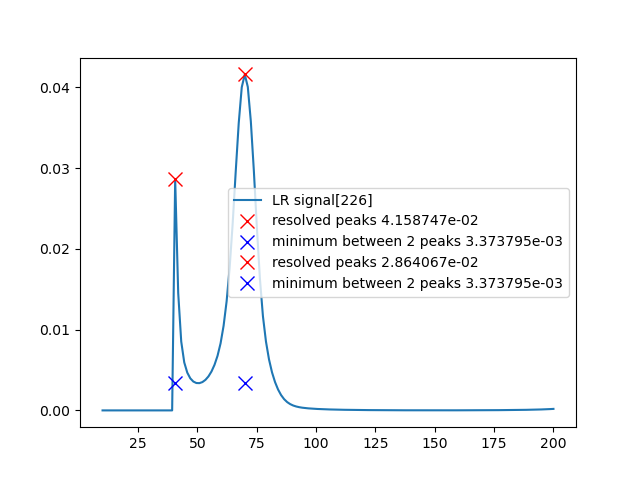 0.04
0.03
0.02
0.01
0.00
LR signal[226]
resolved peaks 4.158747e-02
minimum between 2 peaks 3.373795e-03
resolved peaks 2.864067e-02
minimum between 2 peaks 3.373795e-03
25 50 75 100 125 150 175 200